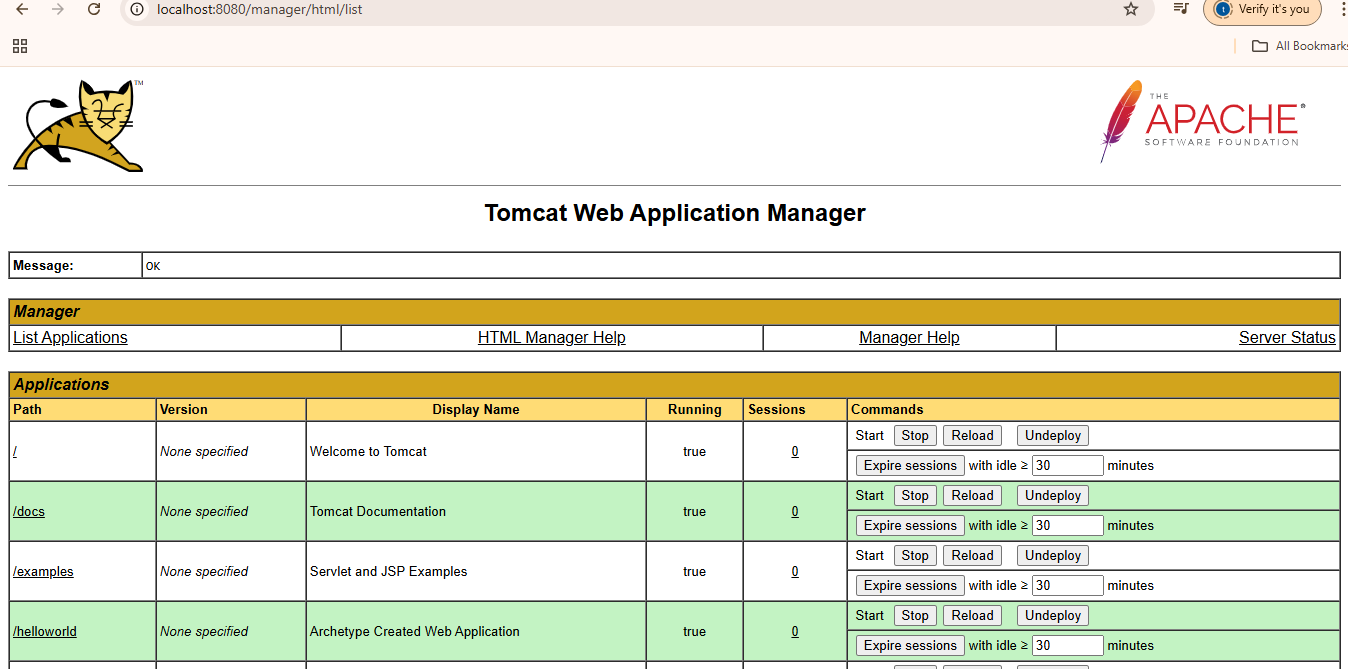 localhost:8080/manager/html/list
Verify it's you
All Bookmarks
TM
THE
APACHE®
SOFTWARE FOUNDATION
Tomcat Web Application Manager
Message: OK
Manager
List Applications HTML Manager Help Manager Help Server Status
Applications
Path Version Display Name Running Sessions Commands
/ None specified Welcome to Tomcat true 0 Start Stop Reload Undeploy
Expire sessions with idle ≥ 30 minutes
/docs None specified Tomcat Documentation true 0 Start Stop Reload Undeploy
Expire sessions with idle ≥ 30 minutes
/examples None specified Servlet and JSP Examples true 0 Start Stop Reload Undeploy
Expire sessions with idle ≥ 30 minutes
/helloworld None specified Archetype Created Web Application true 0 Start Stop Reload Undeploy
Expire sessions with idle ≥ 30 minutes